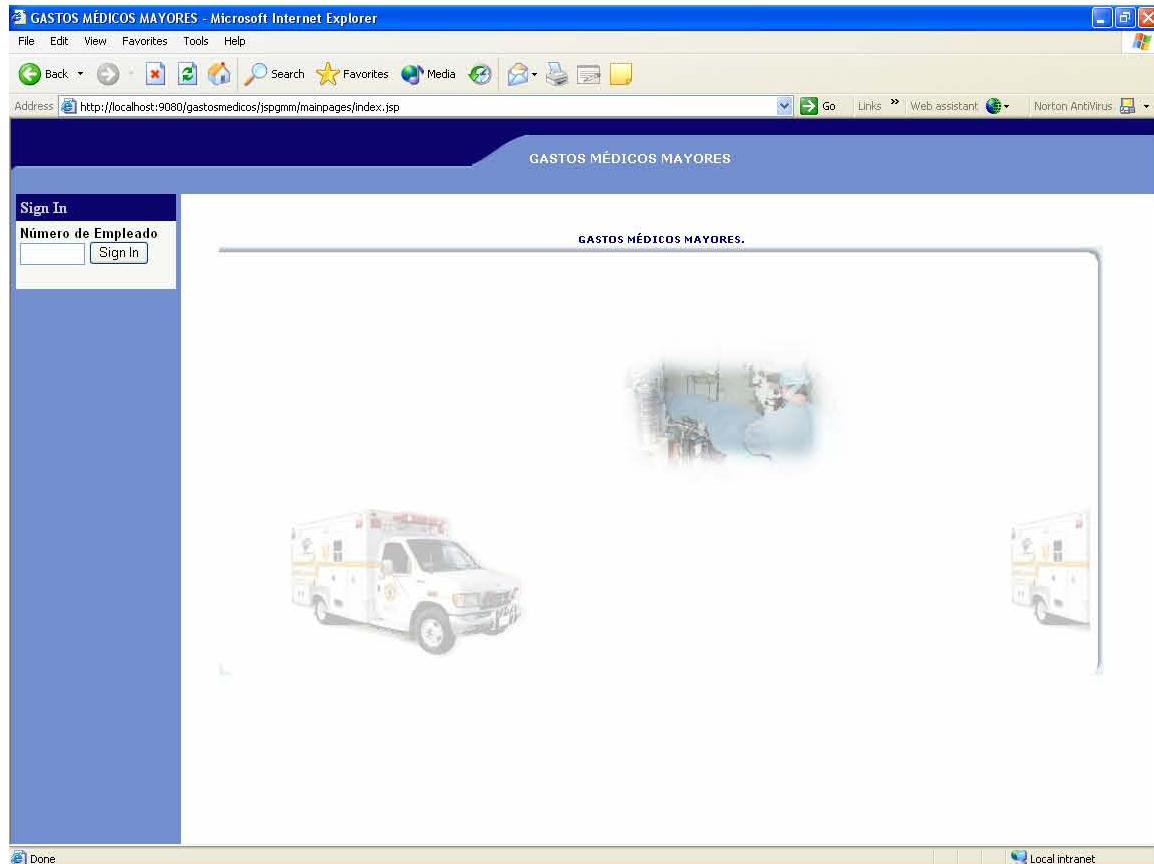 GASTOS MÉDICOS MAYORES - Microsoft Internet Explorer
File Edit View Favorites Tools Help
Back Search Favorites Media
Address http://localhost:9080/gastosmedicos/jspgmm/mainpages/index.jsp Go Links » Web assistant Norton AntiVirus
GASTOS MÉDICOS MAYORES
Sign In
Número de Empleado
Sign In
GASTOS MÉDICOS MAYORES.
Done Local intranet